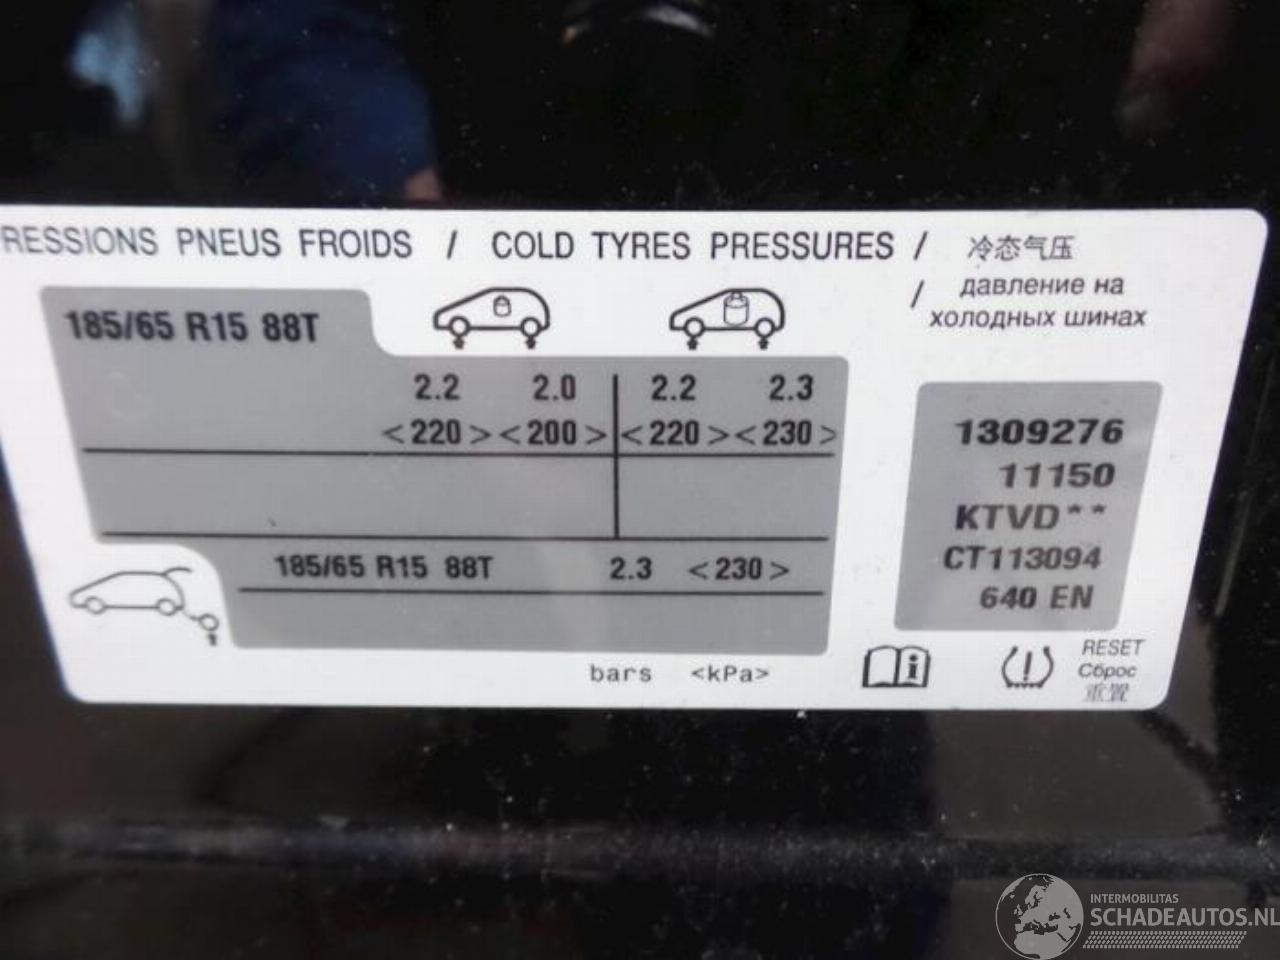 RESSIONS PNEUS FROIDS / COLD TYRES PRESSURES / 冷态气压
/ давление на
холодных шинах
185/65 R15 88T
2.2 2.0 2.2 2.3
<220> <200> <220> <230>
185/65 R15 88T 2.3 <230>
bars <kPa>
1309276
11150
KTVD**
CT113094
640 EN
i
RESET
Сброс
重置
INTERMOBILITAS
SCHADEAUTOS.NL